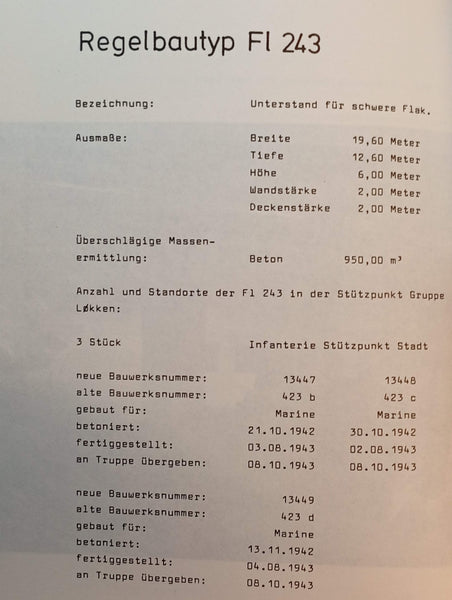 Regelbautyp Fl 243
Bezeichnung: Unterstand für schwere Flak.
Ausmaße: Breite 19,60 Meter
Tiefe 12,60 Meter
Höhe 6,00 Meter
Wandstärke 2,00 Meter
Deckenstärke 2,00 Meter
Überschlägige Massen-
ermittlung: Beton 950,00 m³
Anzahl und Standorte der Fl 243 in der Stützpunkt Gruppe
Løkken:
3 Stück Infanterie Stützpunkt Stadt
neue Bauwerksnummer: 13447 13448
alte Bauwerksnummer: 423 b 423 c
gebaut für: Marine Marine
betoniert: 21.10.1942 30.10.1942
fertiggestellt: 03.08.1943 02.08.1943
an Truppe übergeben: 08.10.1943 08.10.1943
neue Bauwerksnummer: 13449
alte Bauwerksnummer: 423 d
gebaut für: Marine
betoniert: 13.11.1942
fertiggestellt: 04.08.1943
an Truppe übergeben: 08.10.1943